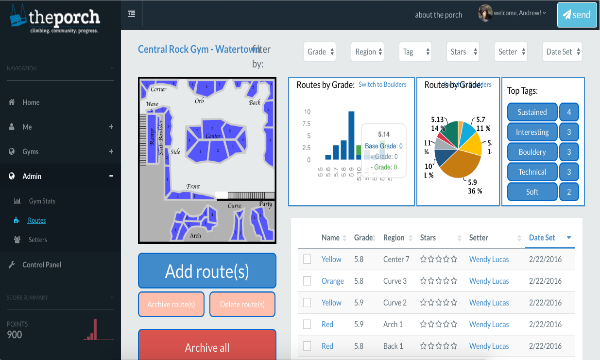 theporch
climbing. community. progress.
about the porch
welcome, Andrew!
send
NAVIGATION
Home
Me
Gyms
Admin
Gym Stats
Routes
Setters
Control Panel
SCORE SUMMARY
POINTS
900
Central Rock Gym - Watertown
filter by:
Grade
Region
Tag
Stars
Setter
Date Set
Corner
Orb
Back
Wave
Side
Front
Curve
Party
Arch
Routes by Grade:
Switch to Boulders
10
7.5
5
2.5
0
5.14
Base Grade: 0
Grade: 0
- Grade: 0
Routes by Grade:
5.13
14 %
5.7
11 %
5.9
36 %
Top Tags:
Sustained 4
Interesting 3
Bouldery 3
Technical 3
Soft 2
Add route(s)
Archive route(s)
Delete route(s)
Archive all
Name Grade Region Stars Setter Date Set
Yellow 5.8 Center 7 Wendy Lucas 2/22/2016
Orange 5.8 Curve 3 Wendy Lucas 2/22/2016
Yellow 5.9 Curve 2 Wendy Lucas 2/22/2016
Red 5.9 Arch 1 Wendy Lucas 2/22/2016
Red 5.8 Back 1 Wendy Lucas 2/22/2016